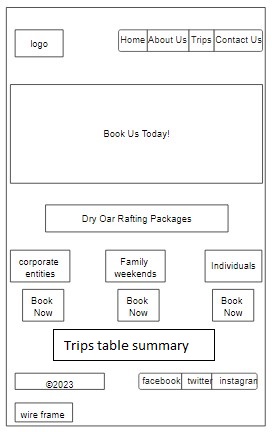 logo
Home About Us Trips Contact Us
Book Us Today!
Dry Oar Rafting Packages
corporate
entities
Family
weekends
Individuals
Book
Now
Book
Now
Book
Now
Trips table summary
©2023
facebook twitter instagram
wire frame